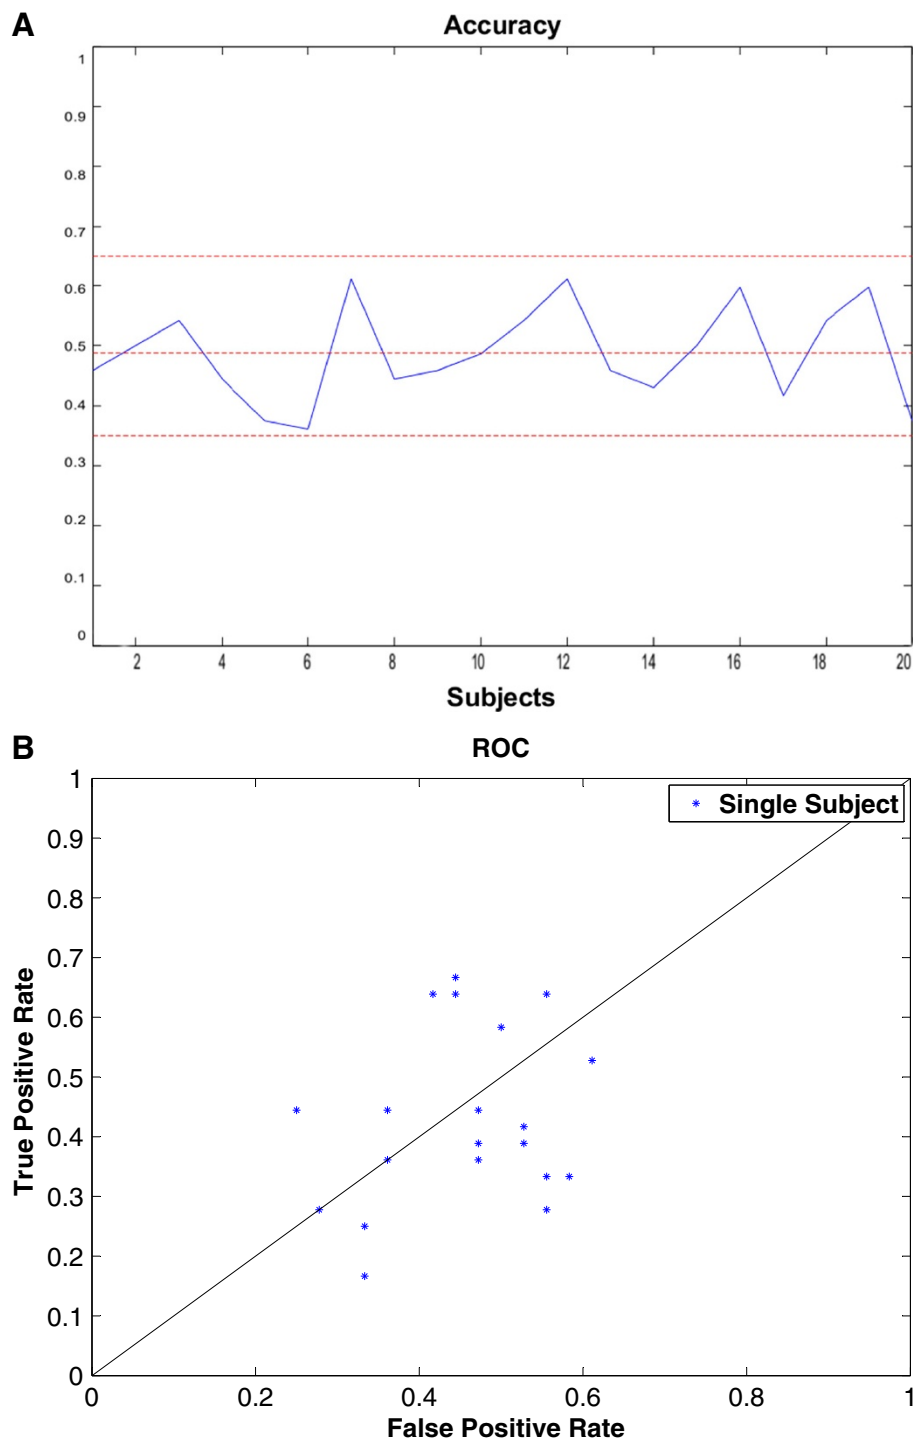 A
Accuracy
1
0.9
0.8
0.7
0.6
0.5
0.4
0.3
0.2
0.1
0
2 4 6 8 10 12 14 16 18 20
Subjects
B
ROC
Single Subject
1
0.9
0.8
0.7
0.6
0.5
0.4
0.3
0.2
0.1
0
True Positive Rate
0 0.2 0.4 0.6 0.8 1
False Positive Rate